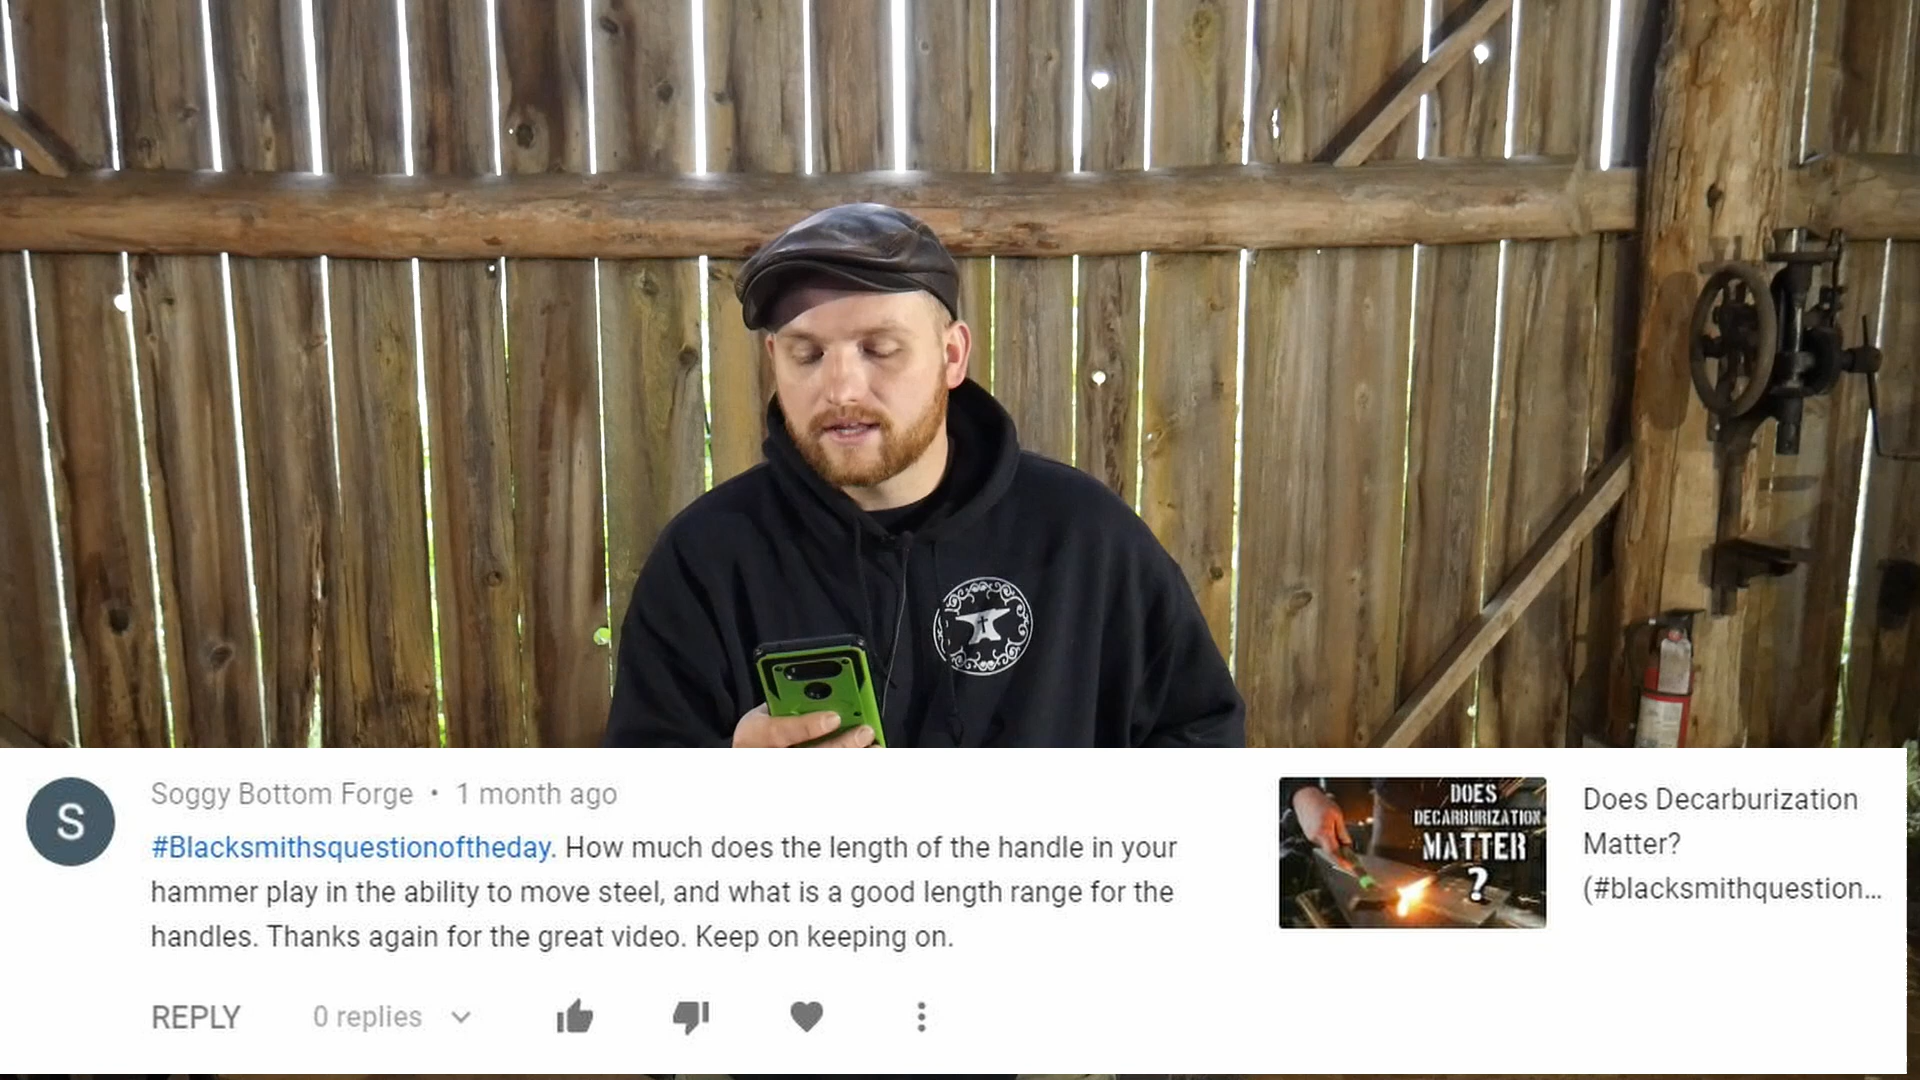 S
Soggy Bottom Forge • 1 month ago
#Blacksmithsquestionoftheday. How much does the length of the handle in your
hammer play in the ability to move steel, and what is a good length range for the
handles. Thanks again for the great video. Keep on keeping on.
REPLY 0 replies
DOES
DECARBURIZATION
MATTER
?
Does Decarburization
Matter?
(#blacksmithquestion...